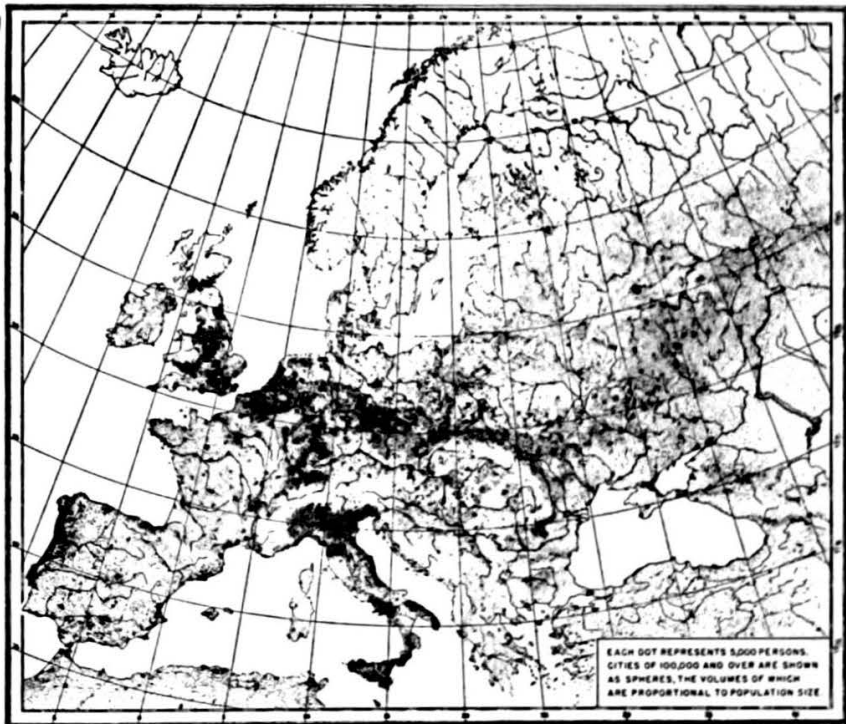 EACH DOT REPRESENTS 5,000 PERSONS.
CITIES OF 100,000 AND OVER ARE SHOWN
AS SPHERES, THE VOLUMES OF WHICH
ARE PROPORTIONAL TO POPULATION SIZE